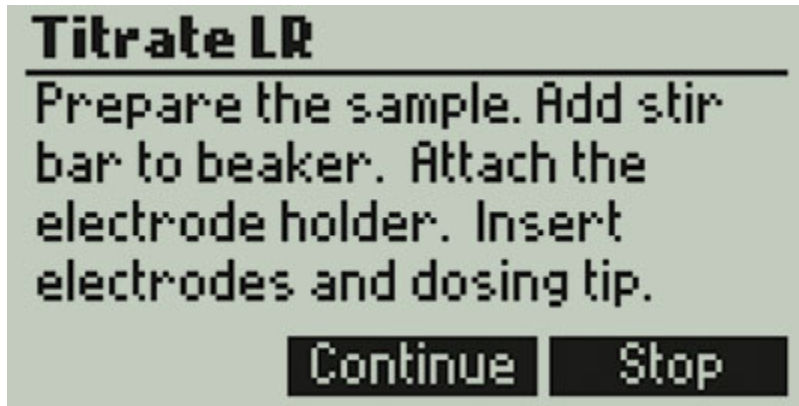 Titrate LR
Prepare the sample. Add stir
bar to beaker. Attach the
electrode holder. Insert
electrodes and dosing tip.
Continue Stop